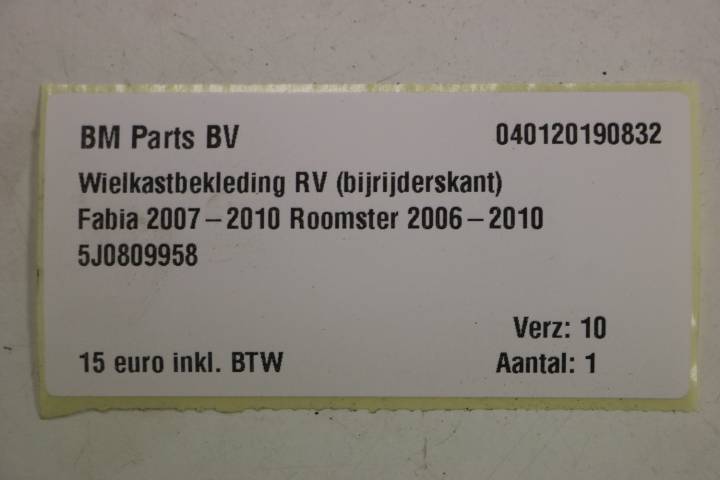 BM Parts BV 040120190832
Wielkastbekleding RV (bijrijderskant)
Fabia 2007 – 2010 Roomster 2006 – 2010
5J0809958
Verz: 10
15 euro inkl. BTW Aantal: 1